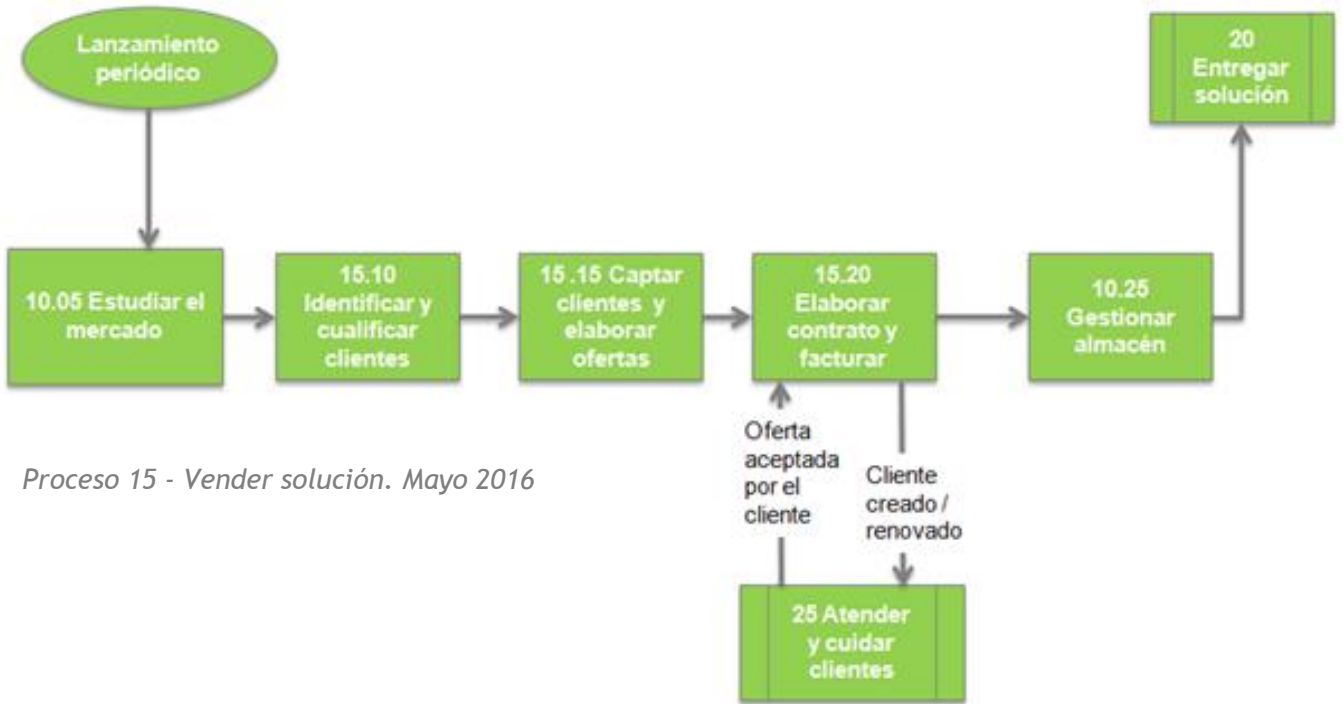 Lanzamiento
periódico
20
Entregar
solución
10.05 Estudiar el
mercado
15.10
Identificar y
cualificar
clientes
15 .15 Captar
clientes y
elaborar
ofertas
15.20
Elaborar
contrato y
facturar
10.25
Gestionar
almacén
Oferta
aceptada
por el
cliente
Cliente
creado /
renovado
Proceso 15 - Vender solución. Mayo 2016
25 Atender
y cuidar
clientes